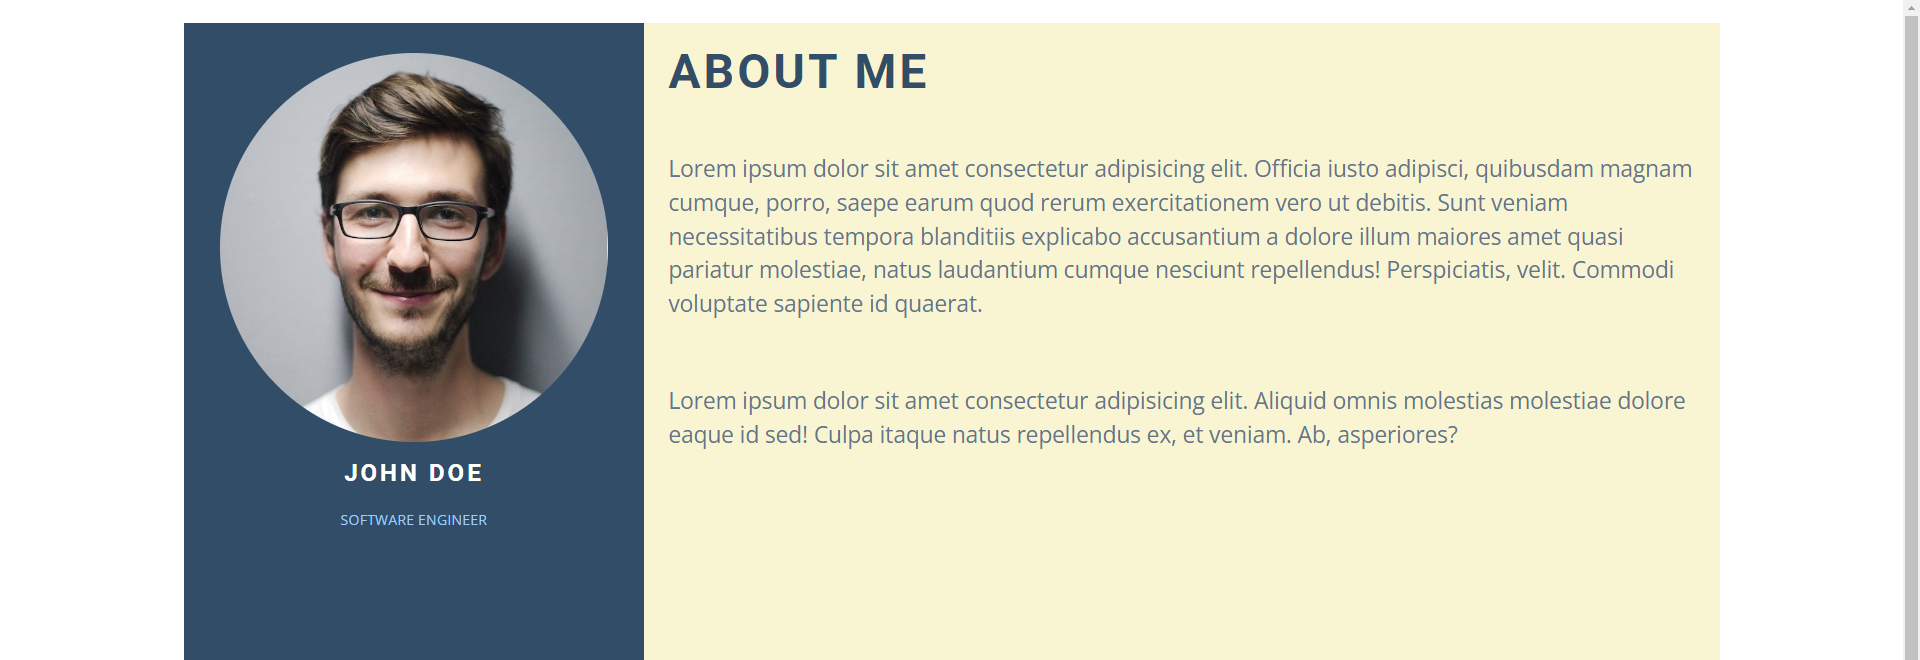 ABOUT ME
Lorem ipsum dolor sit amet consectetur adipisicing elit. Officia iusto adipisci, quibusdam magnam
cumque, porro, saepe earum quod rerum exercitationem vero ut debitis. Sunt veniam
necessitatibus tempora blanditiis explicabo accusantium a dolore illum maiores amet quasi
pariatur molestiae, natus laudantium cumque nesciunt repellendus! Perspiciatis, velit. Commodi
voluptate sapiente id quaerat.
Lorem ipsum dolor sit amet consectetur adipisicing elit. Aliquid omnis molestias molestiae dolore
eaque id sed! Culpa itaque natus repellendus ex, et veniam. Ab, asperiores?
JOHN DOE
SOFTWARE ENGINEER